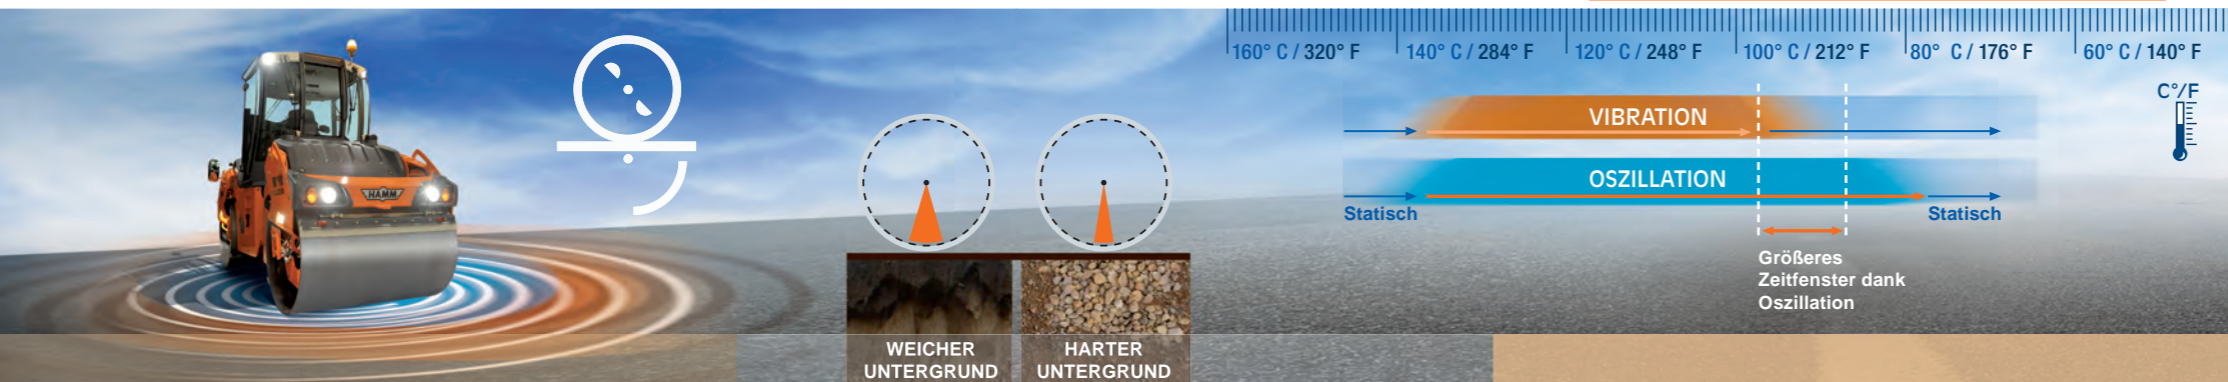 160° C / 320° F
140° C / 284° F
120° C / 248° F
100° C / 212° F
80° C / 176° F
60° C / 140° F
C°/F
VIBRATION
OSZILLATION
Statisch
Statisch
Größeres
Zeitfenster dank
Oszillation
HAMM
WEICHER
UNTERGRUND
HARTER
UNTERGRUND